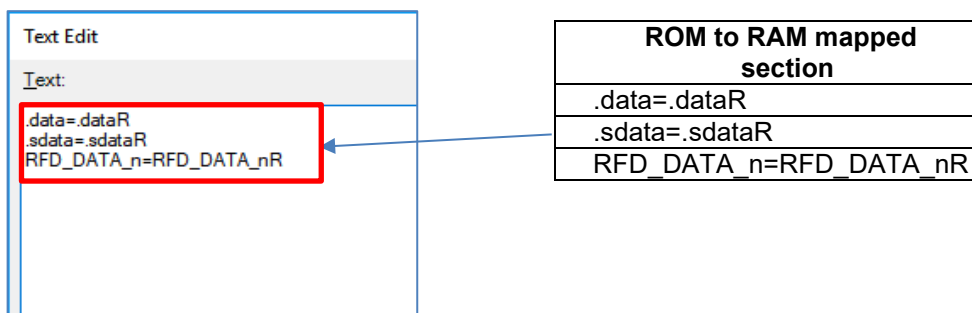 Text Edit
Text:
.data=.dataR
.sdata=.sdataR
RFD_DATA_n=RFD_DATA_nR
ROM to RAM mapped
section
.data=.dataR
.sdata=.sdataR
RFD_DATA_n=RFD_DATA_nR